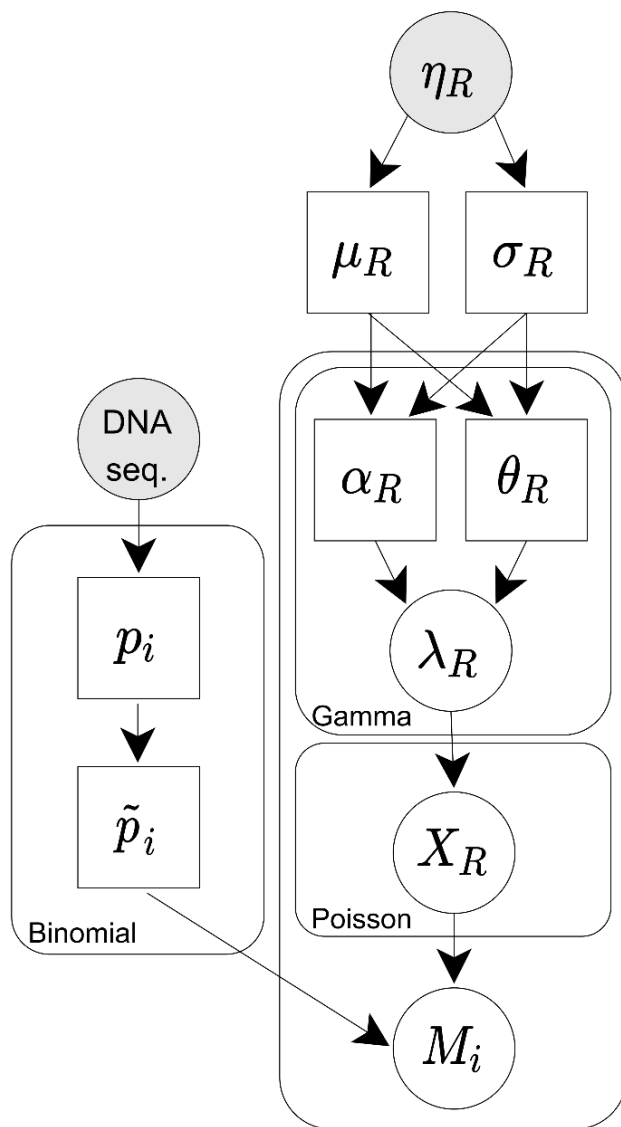 η_R
μ_R
σ_R
DNA
seq.
α_R
θ_R
p_i
λ_R
Gamma
p̃_i
X_R
Binomial
Poisson
M_i